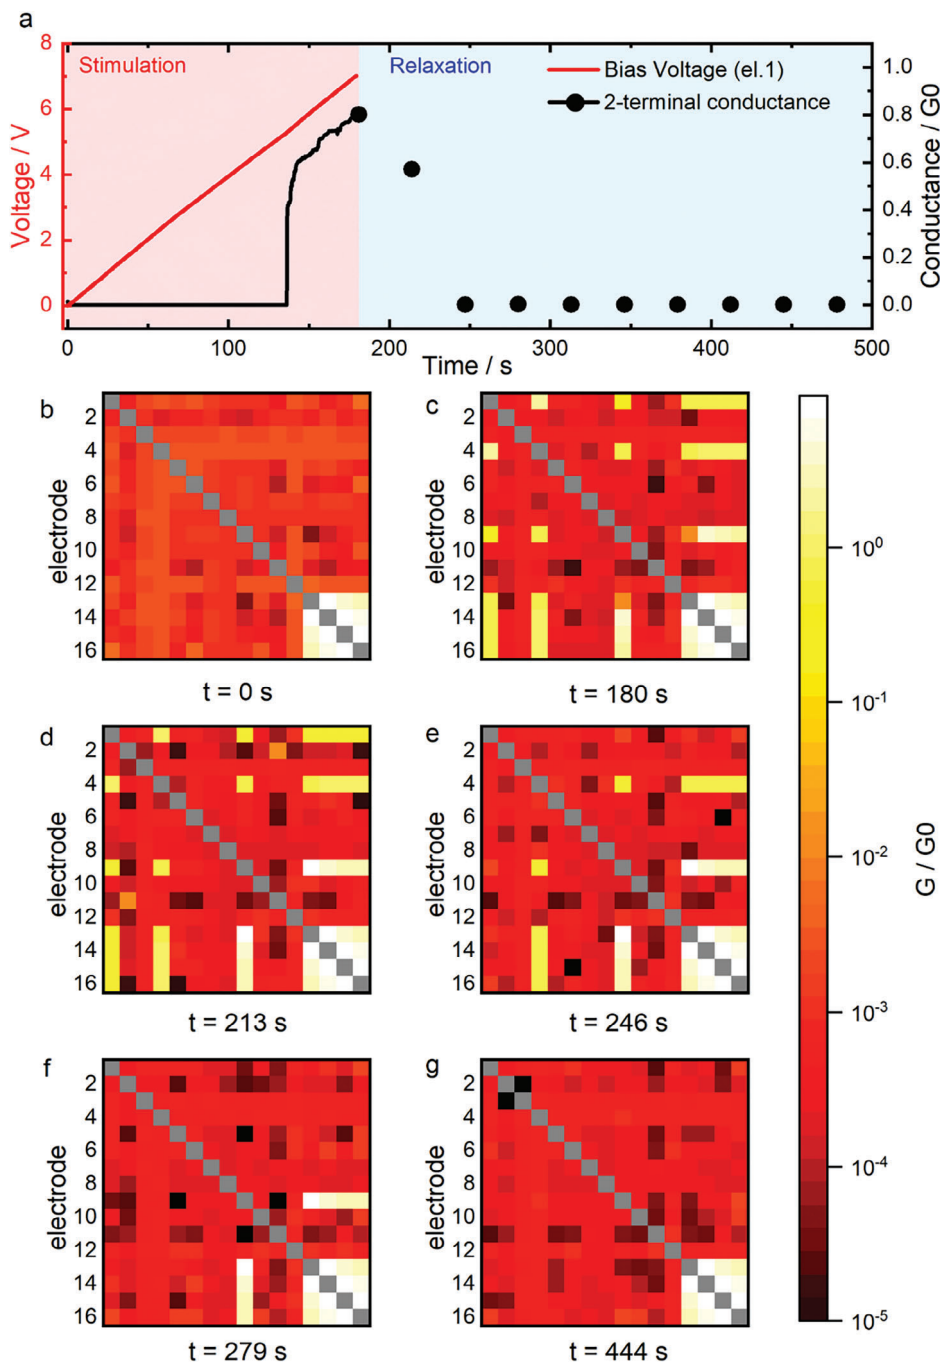 a
Stimulation
Relaxation
Bias Voltage (el.1)
2-terminal conductance
Voltage / V
8
6
4
2
0
Conductance / G0
1.0
0.8
0.6
0.4
0.2
0.0
0 100 200 300 400 500
Time / s
b
electrode
2
4
6
8
10
12
14
16
t = 0 s
c
2
4
6
8
10
12
14
16
t = 180 s
d
electrode
2
4
6
8
10
12
14
16
t = 213 s
e
electrode
2
4
6
8
10
12
14
16
t = 246 s
f
electrode
2
4
6
8
10
12
14
16
t = 279 s
g
electrode
2
4
6
8
10
12
14
16
t = 444 s
10⁰
10⁻¹
10⁻²
10⁻³
10⁻⁴
10⁻⁵
G / G0